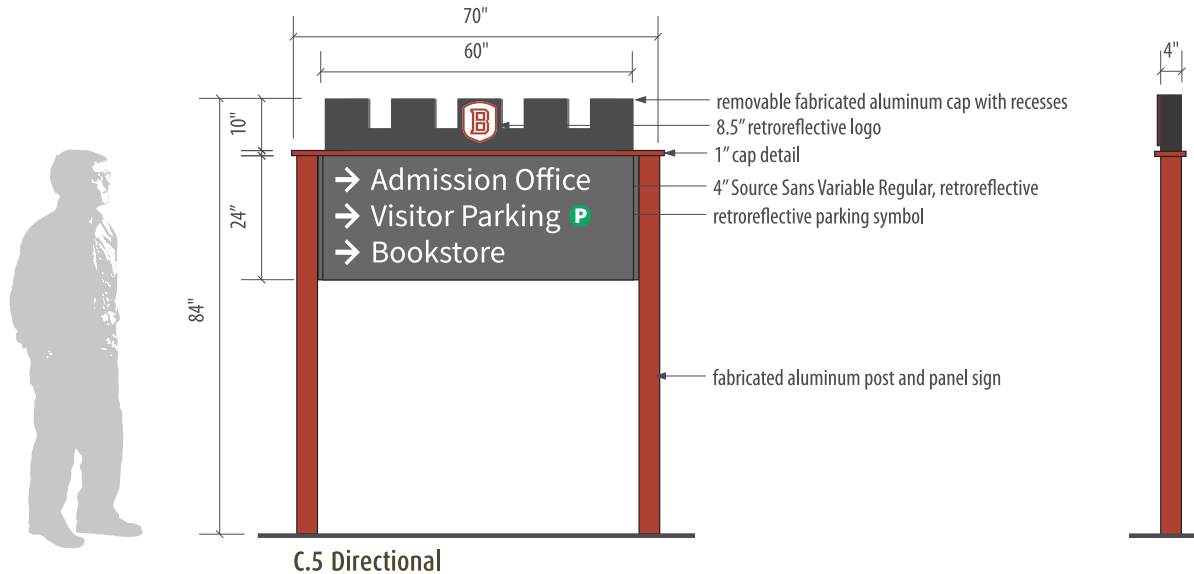 70"
60"
4"
10"
24”
84"
B
removable fabricated aluminum cap with recesses
8.5” retroreflective logo
1” cap detail
4” Source Sans Variable Regular, retroreflective
retroreflective parking symbol
→ Admission Office
→ Visitor Parking P
→ Bookstore
fabricated aluminum post and panel sign
C.5 Directional